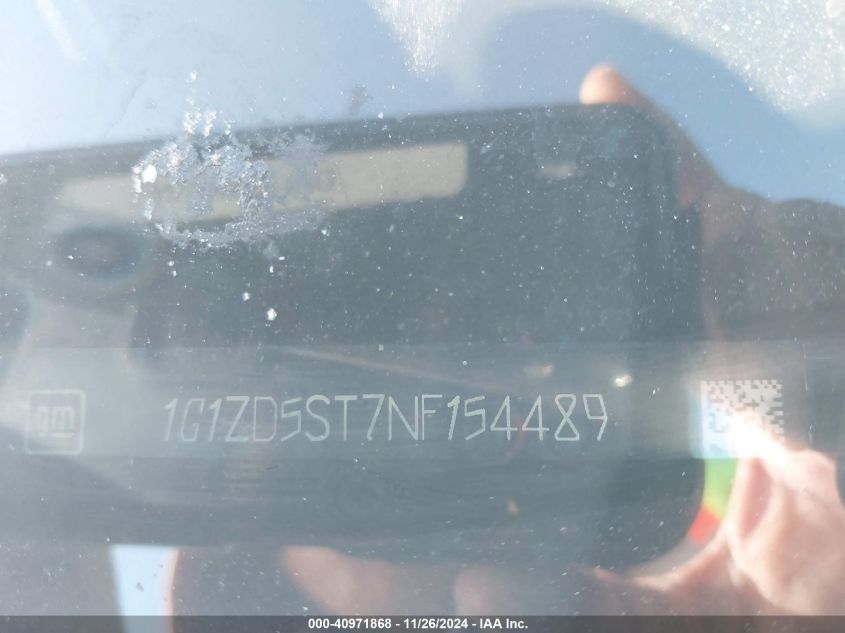 gm 1G1ZD5ST7NF154489
000-40971868 - 11/26/2024 - IAA Inc.